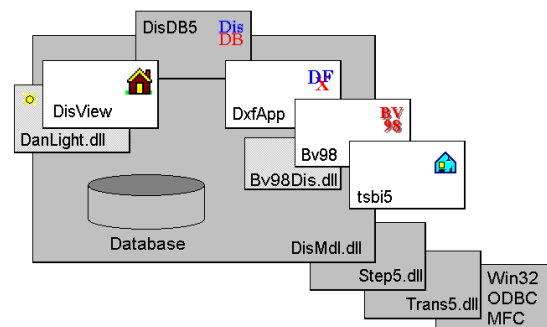 DisDB5
Dis
DB
DisView
DanLight.dll
DxfApp
DF
X
Bv98
BV
98
Bv98Dis.dll
tsbi5
Database
DisMdl.dll
Step5.dll
Trans5.dll
Win32
ODBC
MFC